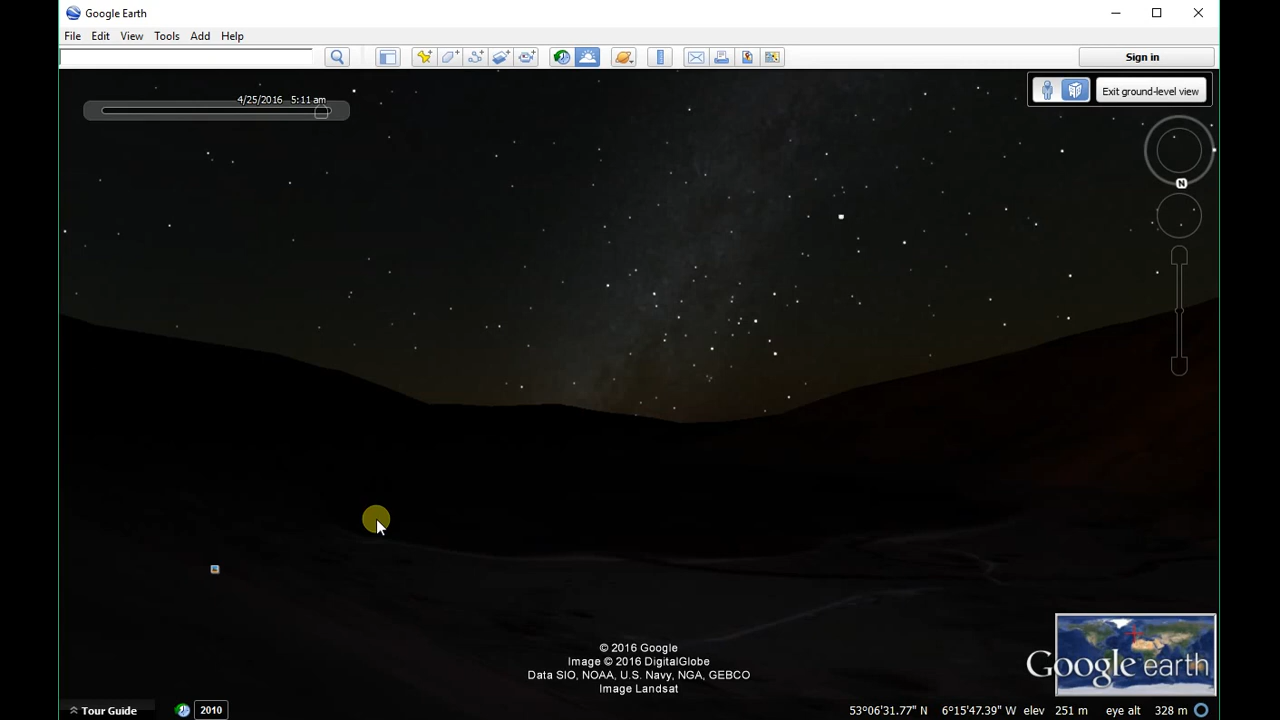 Google Earth
File Edit View Tools Add Help
Sign in
4/25/2016 5:11 am
Exit ground-level view
N
© 2016 Google
Image © 2016 DigitalGlobe
Data SIO, NOAA, U.S. Navy, NGA, GEBCO
Image Landsat
Google earth
Tour Guide
2010
53°06'31.77" N 6°15'47.39" W elev 251 m eye alt 328 m